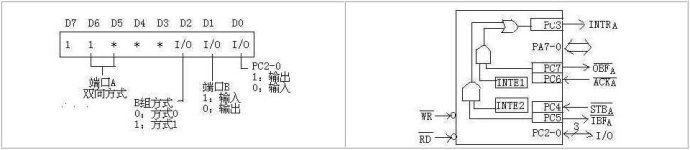 D7 D6 D5 D4 D3 D2 D1 D0
1 1 * * * I/O I/O I/O
端口A
双向方式
B组方式
0: 方式0
1: 方式1
端口B
1: 输入
0: 输出
PC2-0
1: 输出
0: 输入
PC3 INTRA
PA7-0
PC7 OBFA
PC6 ACKA
INTE1
INTE2
PC4 STBA
PC5 IBFA
3
PC2-0 I/O
WR
RD